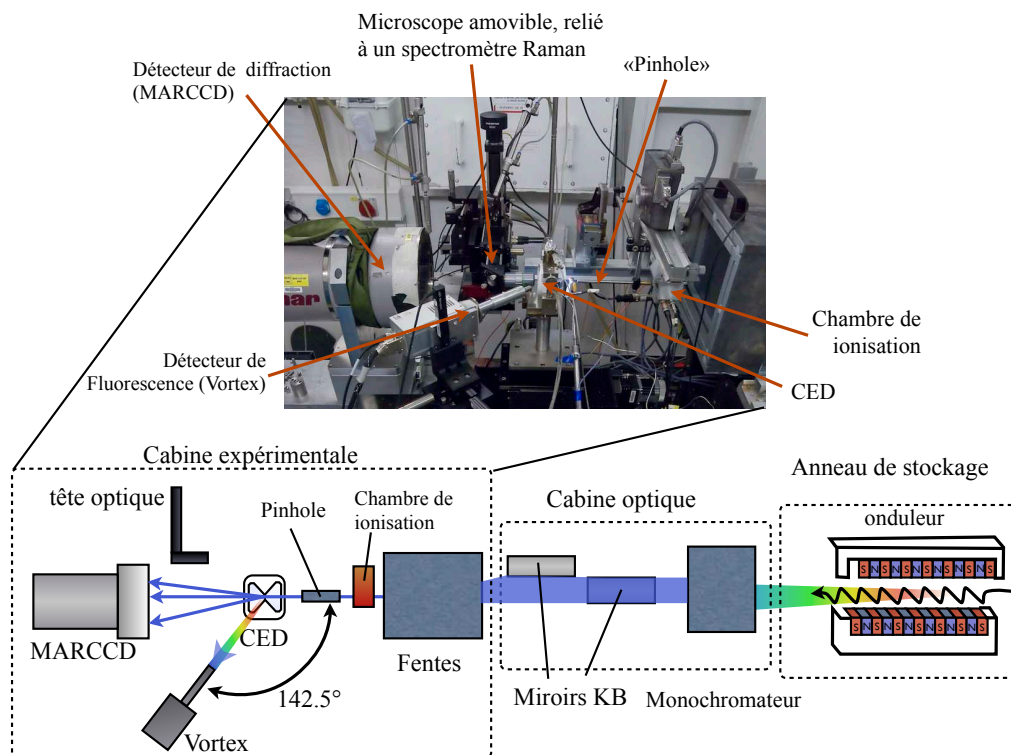 Microscope amovible, relié
à un spectromètre Raman
Détecteur de diffraction
(MARCCD)
«Pinhole»
mar
Détecteur de
Fluorescence (Vortex)
Chambre de
ionisation
CED
Cabine expérimentale
tête optique
Pinhole
Chambre de
ionisation
MARCCD
CED
142.5°
Vortex
Fentes
Cabine optique
Miroirs KB
Monochromateur
Anneau de stockage
onduleur
S N S N S N S N S N S
S N S N S N S N S N S